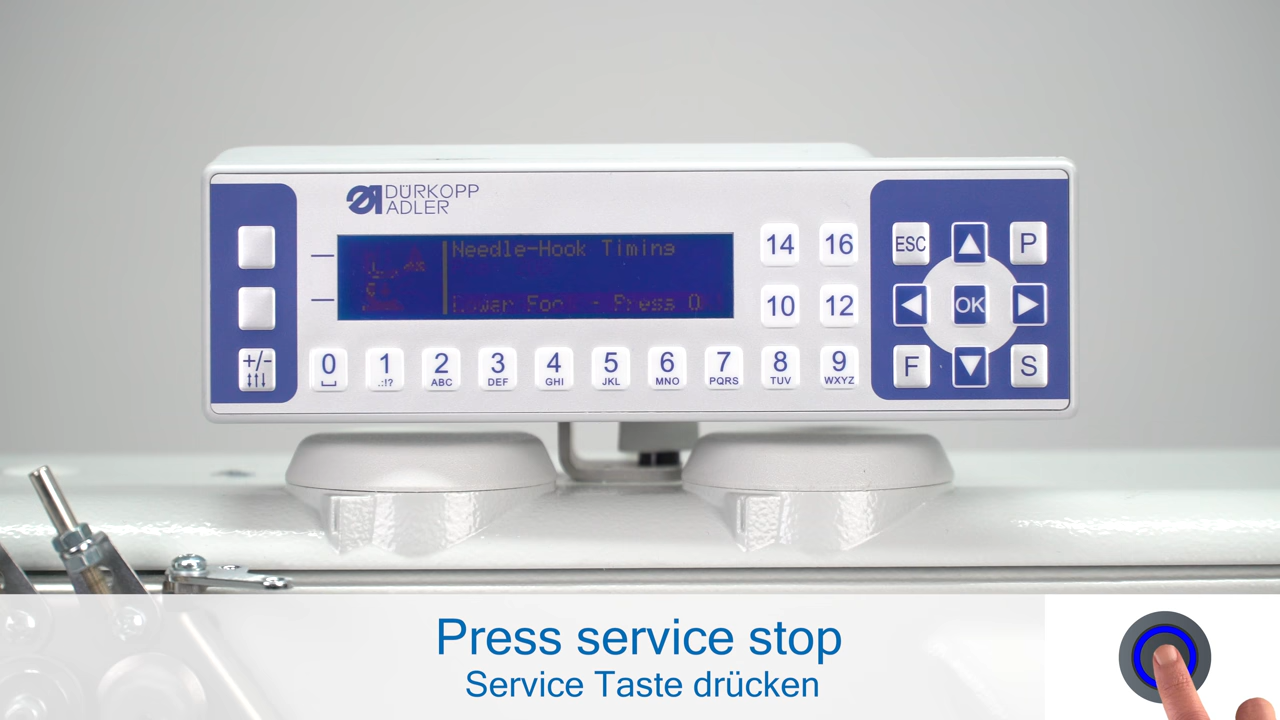 DÜRKOPP
ADLER
Needle-Hook Timing
Lower Foot - Press O
14 16
ESC P
10 12
OK
+/-
0 1 2 3 4 5 6 7 8 9
.:!? ABC DEF GHI JKL MNO PQRS TUV WXYZ
F S
Press service stop
Service Taste drücken